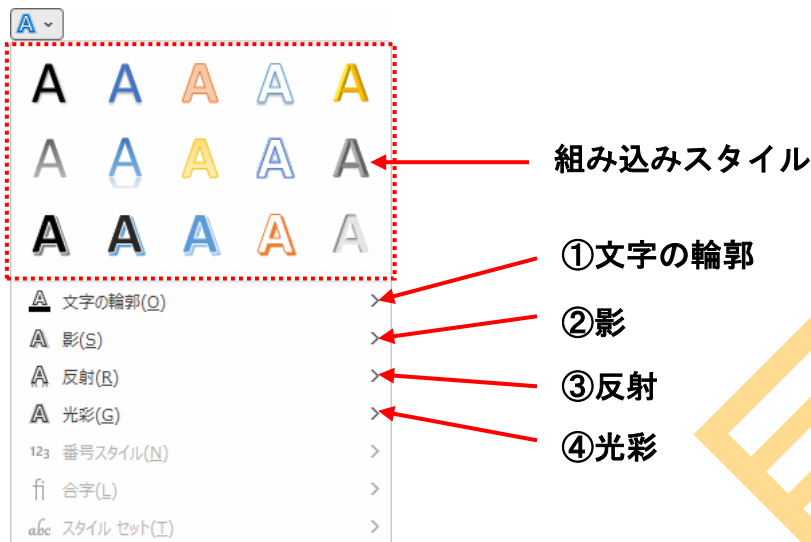 A
A A A A A
A A A A A
A A A A A
組み込みスタイル
文字の輪郭(O)
影(S)
反射(R)
光彩(G)
123 番号スタイル(N)
fi 合字(L)
abc スタイル セット(T)
①文字の輪郭
②影
③反射
④光彩